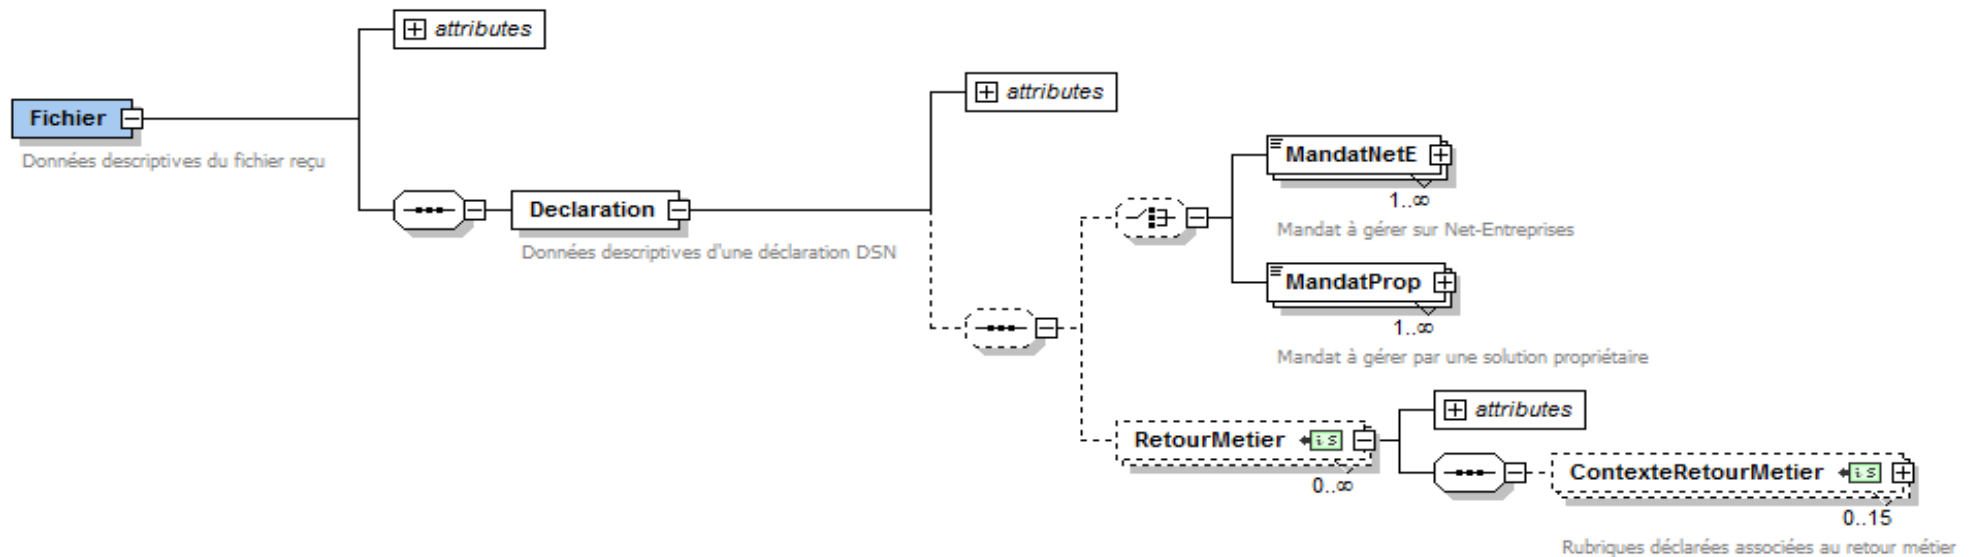 attributes
Fichier
Données descriptives du fichier reçu
Declaration
Données descriptives d'une déclaration DSN
attributes
MandatNetE
1..∞
Mandat à gérer sur Net-Entreprises
MandatProp
1..∞
Mandat à gérer par une solution propriétaire
RetourMetier is
0..∞
attributes
ContexteRetourMetier is
0..15
Rubriques déclarées associées au retour métier